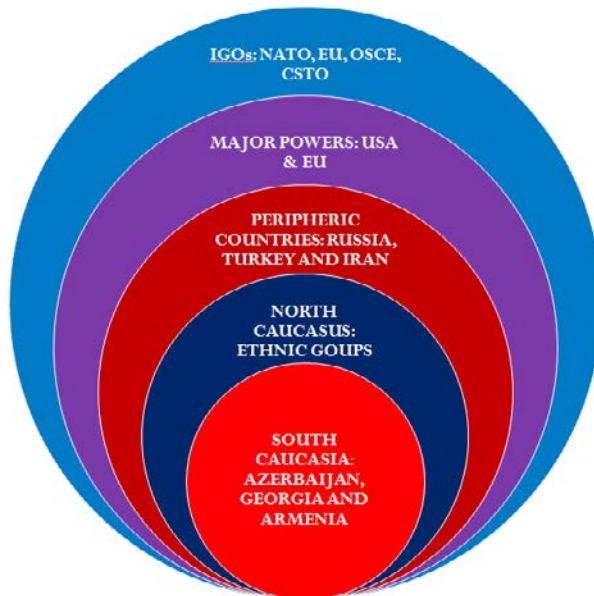 IGOs: NATO, EU, OSCE,
CSTO
MAJOR POWERS: USA
& EU
PERIPHERIC
COUNTRIES: RUSSIA,
TURKEY AND IRAN
NORTH
CAUCASUS:
ETHNIC GOUPS
SOUTH
CAUCASIA:
AZERBAIJAN,
GEORGIA AND
ARMENIA